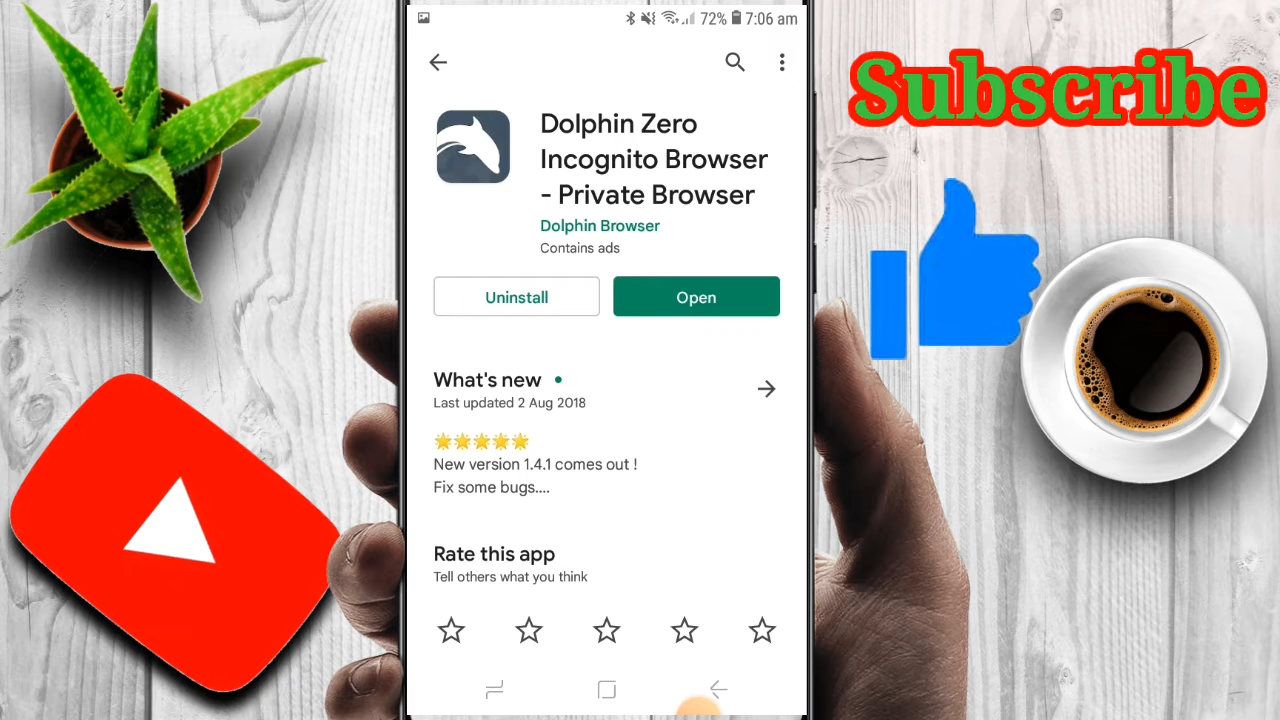 72% 7:06 am
Subscribe
Dolphin Zero
Incognito Browser
- Private Browser
Dolphin Browser
Contains ads
Uninstall
Open
What's new
Last updated 2 Aug 2018
New version 1.4.1 comes out !
Fix some bugs....
Rate this app
Tell others what you think